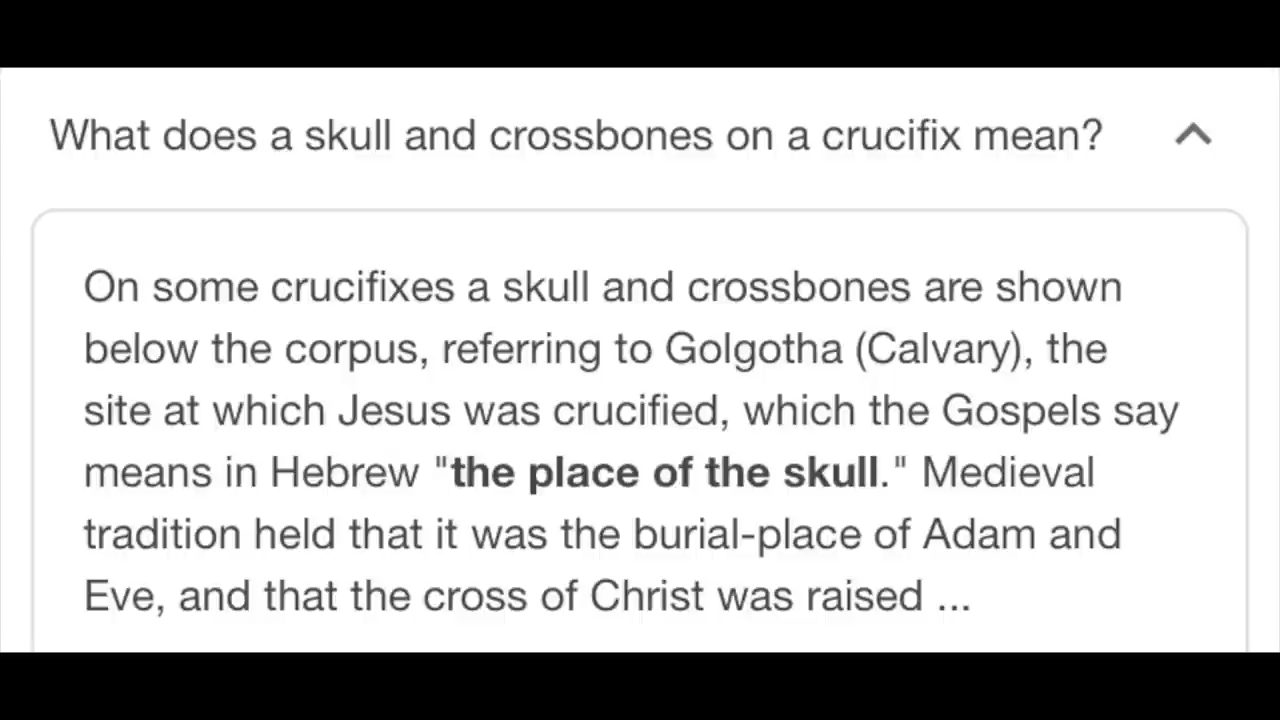 What does a skull and crossbones on a crucifix mean?
On some crucifixes a skull and crossbones are shown
below the corpus, referring to Golgotha (Calvary), the
site at which Jesus was crucified, which the Gospels say
means in Hebrew "the place of the skull." Medieval
tradition held that it was the burial-place of Adam and
Eve, and that the cross of Christ was raised ...